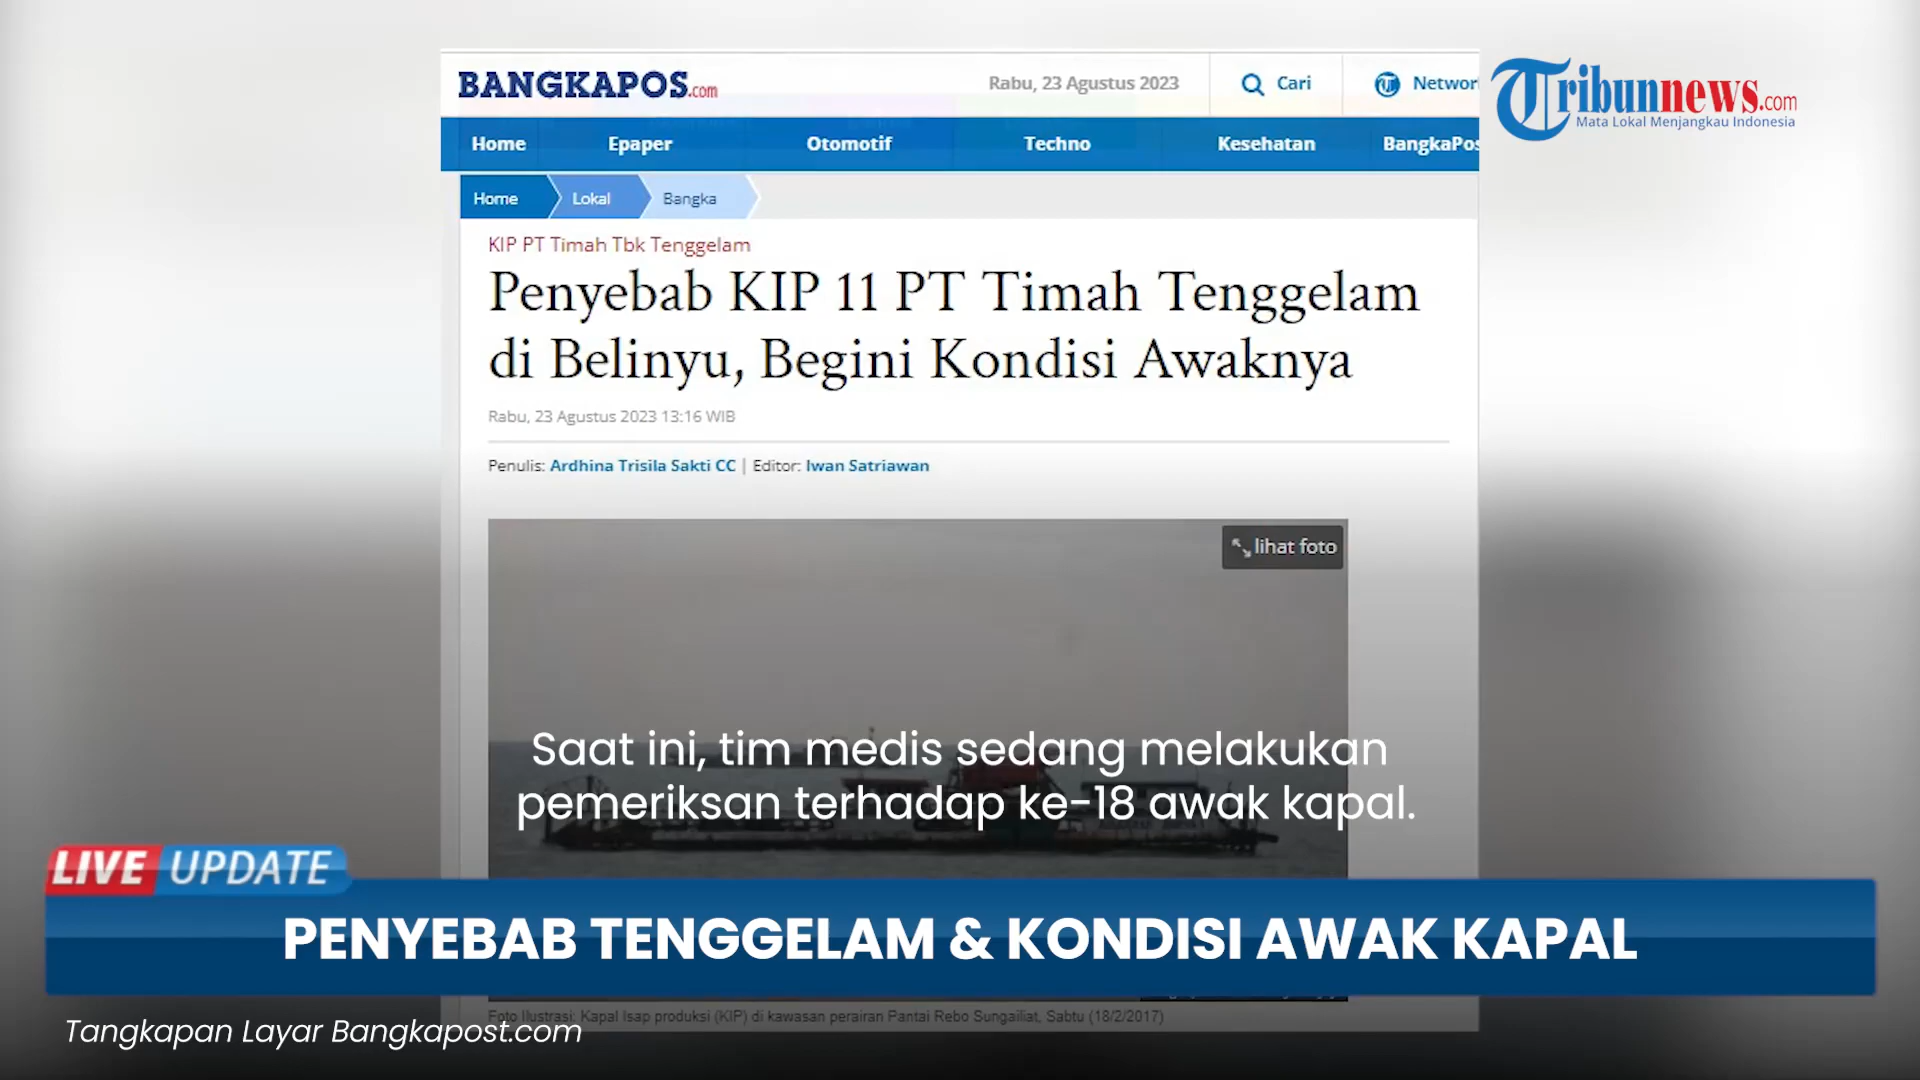 BANGKAPOS.com
Rabu, 23 Agustus 2023
Cari
Networ
Tribunnews.com
Mata Lokal Menjangkau Indonesia
Home Epaper Otomotif Techno Kesehatan BangkaPos
Home Lokal Bangka
KIP PT Timah Tbk Tenggelam
Penyebab KIP 11 PT Timah Tenggelam
di Belinyu, Begini Kondisi Awaknya
Rabu, 23 Agustus 2023 13:16 WIB
Penulis: Ardhina Trisila Sakti CC | Editor: Iwan Satriawan
lihat foto
Saat ini, tim medis sedang melakukan
pemeriksan terhadap ke-18 awak kapal.
LIVE UPDATE
PENYEBAB TENGGELAM & KONDISI AWAK KAPAL
Foto Ilustrasi: Kapal Isap produksi (KIP) di kawasan perairan Pantai Rebo Sungailiat, Sabtu (18/2/2017)
Tangkapan Layar Bangkapost.com